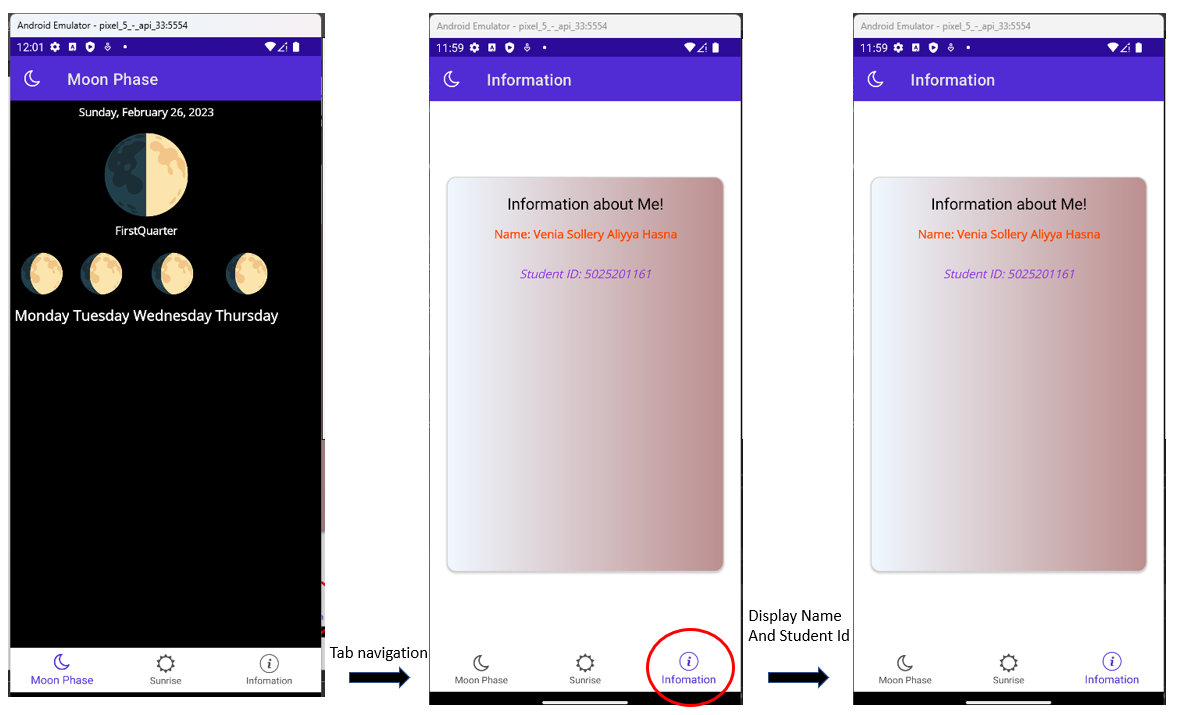 Android Emulator - pixel_5_-_api_33:5554
12:01
Moon Phase
Sunday, February 26, 2023
FirstQuarter
Monday Tuesday Wednesday Thursday
Moon Phase
Sunrise
Infomation
Tab navigation
Android Emulator - pixel_5_-_api_33:5554
11:59
Information
Information about Me!
Name: Venia Sollery Aliyya Hasna
Student ID: 5025201161
Moon Phase
Sunrise
Infomation
Display Name
And Student Id
Android Emulator - pixel_5_-_api_33:5554
11:59
Information
Information about Me!
Name: Venia Sollery Aliyya Hasna
Student ID: 5025201161
Moon Phase
Sunrise
Infomation